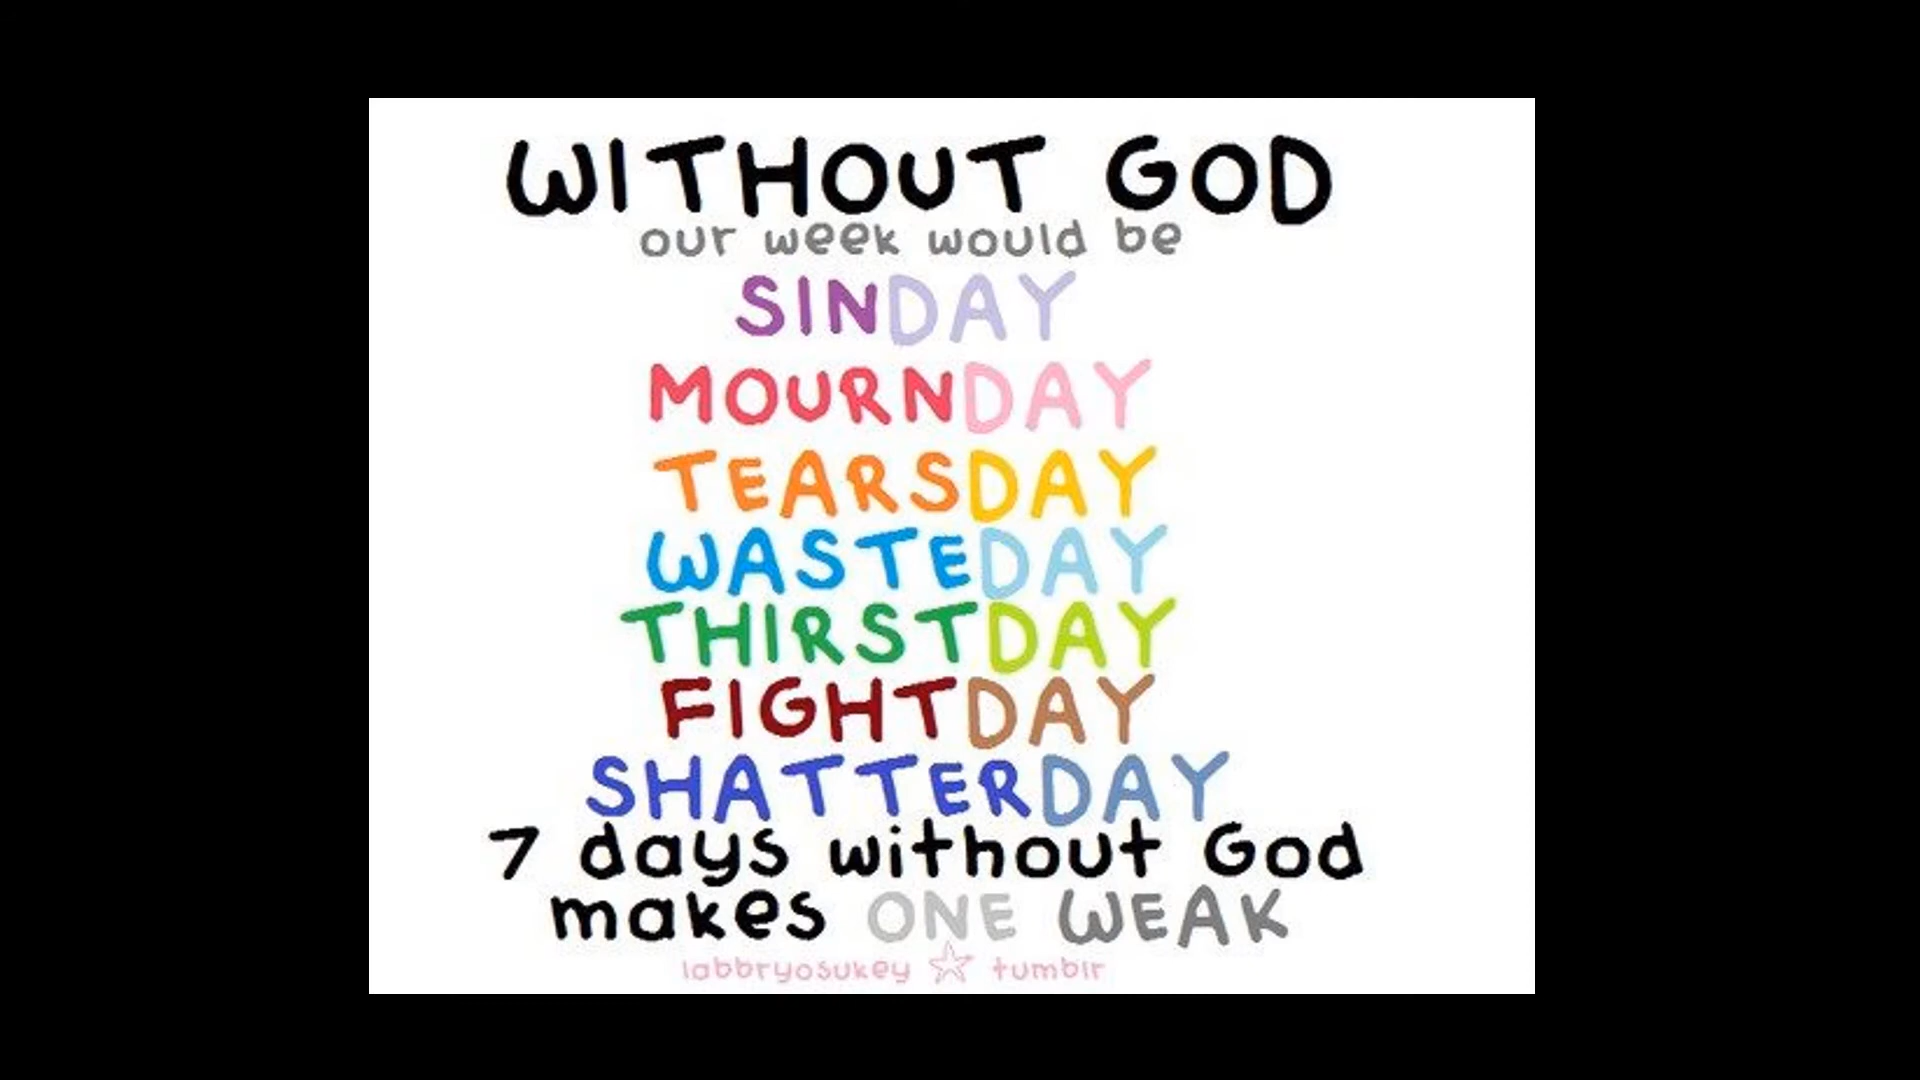 WITHOUT GOD
our week would be
SINDAY
MOURNDAY
TEARSDAY
WASTEDAY
THIRSTDAY
FIGHTDAY
SHATTERDAY
7 days without God
makes ONE WEAK
iabbryosukey ☆ tumblr